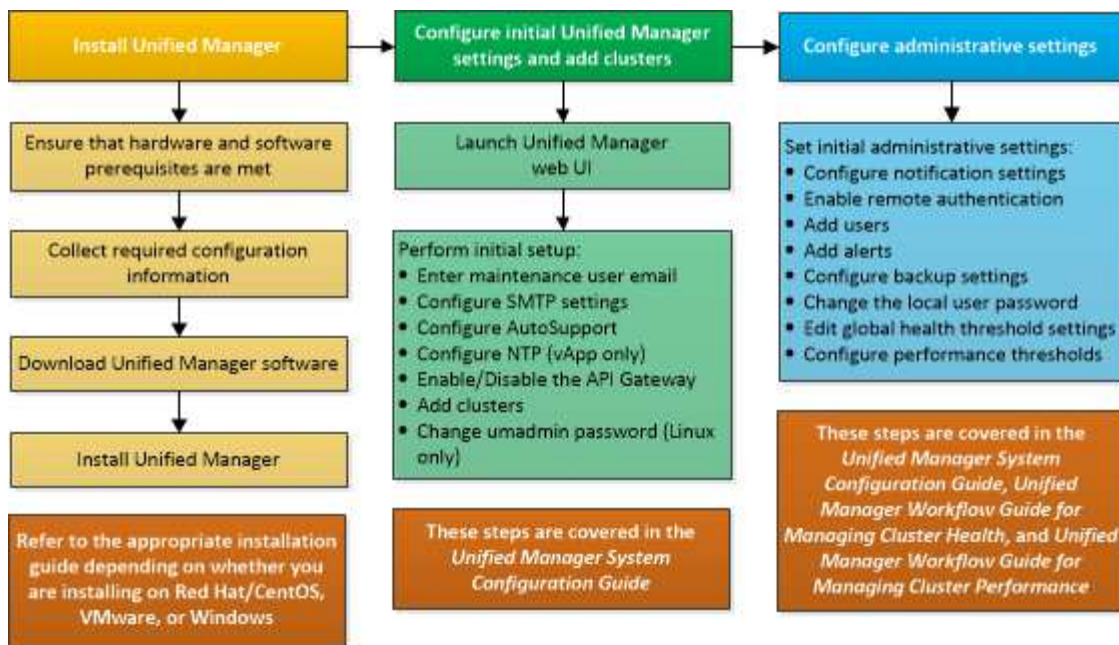 Install Unified Manager
Ensure that hardware and software
prerequisites are met
Collect required configuration
information
Download Unified Manager software
Install Unified Manager
Refer to the appropriate installation
guide depending on whether you
are installing on Red Hat/CentOS,
VMware, or Windows
Configure initial Unified Manager
settings and add clusters
Launch Unified Manager
web UI
Perform initial setup:
• Enter maintenance user email
• Configure SMTP settings
• Configure AutoSupport
• Configure NTP (vApp only)
• Enable/Disable the API Gateway
• Add clusters
• Change umadmin password (Linux
only)
These steps are covered in the
Unified Manager System
Configuration Guide
Configure administrative settings
Set initial administrative settings:
• Configure notification settings
• Enable remote authentication
• Add users
• Add alerts
• Configure backup settings
• Change the local user password
• Edit global health threshold settings
• Configure performance thresholds
These steps are covered in the
Unified Manager System
Configuration Guide, Unified
Manager Workflow Guide for
Managing Cluster Health, and Unified
Manager Workflow Guide for
Managing Cluster Performance